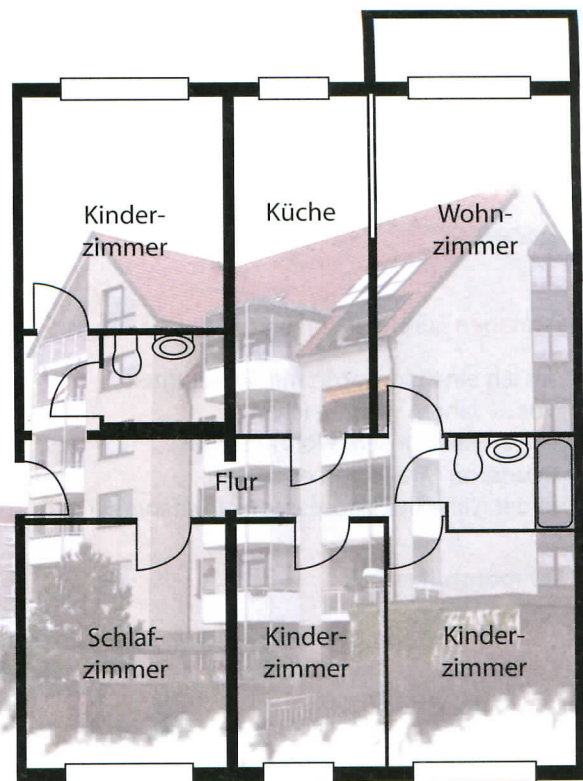 Kinder-
zimmer
Küche
Wohn-
zimmer
Flur
Schlaf-
zimmer
Kinder-
zimmer
Kinder-
zimmer